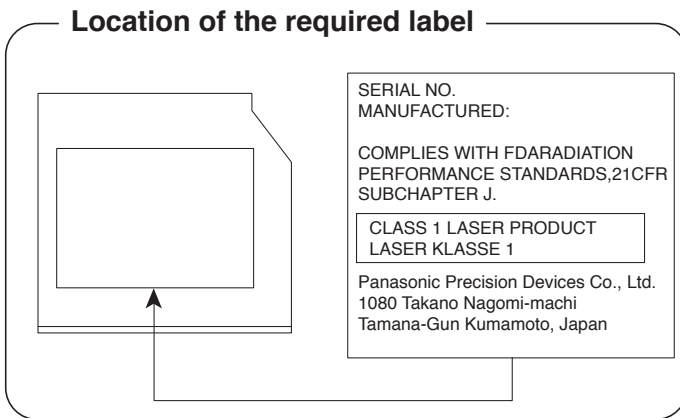 Location of the required label
SERIAL NO.
MANUFACTURED:
COMPLIES WITH FDARADIATION
PERFORMANCE STANDARDS,21CFR
SUBCHAPTER J.
CLASS 1 LASER PRODUCT
LASER KLASSE 1
Panasonic Precision Devices Co., Ltd.
1080 Takano Nagomi-machi
Tamana-Gun Kumamoto, Japan